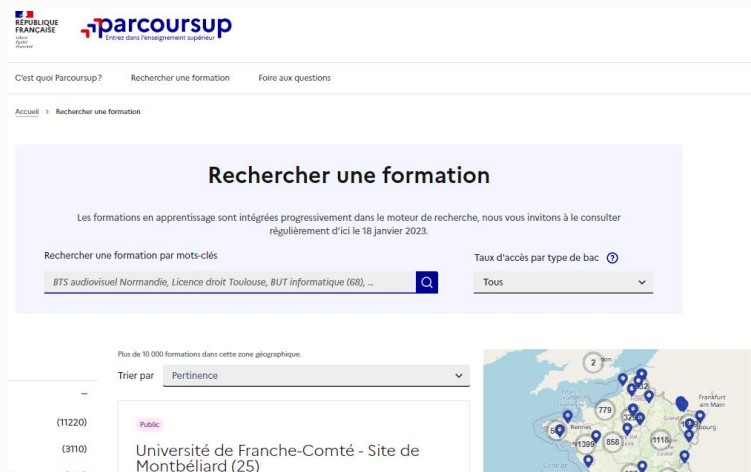 RÉPUBLIQUE
FRANÇAISE
Liberté
Égalité
Fraternité
parcoursup
Entrez dans l'enseignement supérieur
C'est quoi Parcoursup?
Rechercher une formation
Foire aux questions
Accueil > Rechercher une formation
Rechercher une formation
Les formations en apprentissage sont intégrées progressivement dans le moteur de recherche, nous vous invitons à le consulter
régulièrement d'ici le 18 janvier 2023.
Rechercher une formation par mots-clés
Taux d'accès par type de bac ?
BTS audiovisuel Normandie, Licence droit Toulouse, BUT informatique (68), ...
Tous
Plus de 10 000 formations dans cette zone géographique.
Trier par
Pertinence
(11220)
(3110)
Public
Université de Franche-Comté - Site de
Montbéliard (25)
2
Frankfurt
am Main
779
Rennes
1399
858
1118